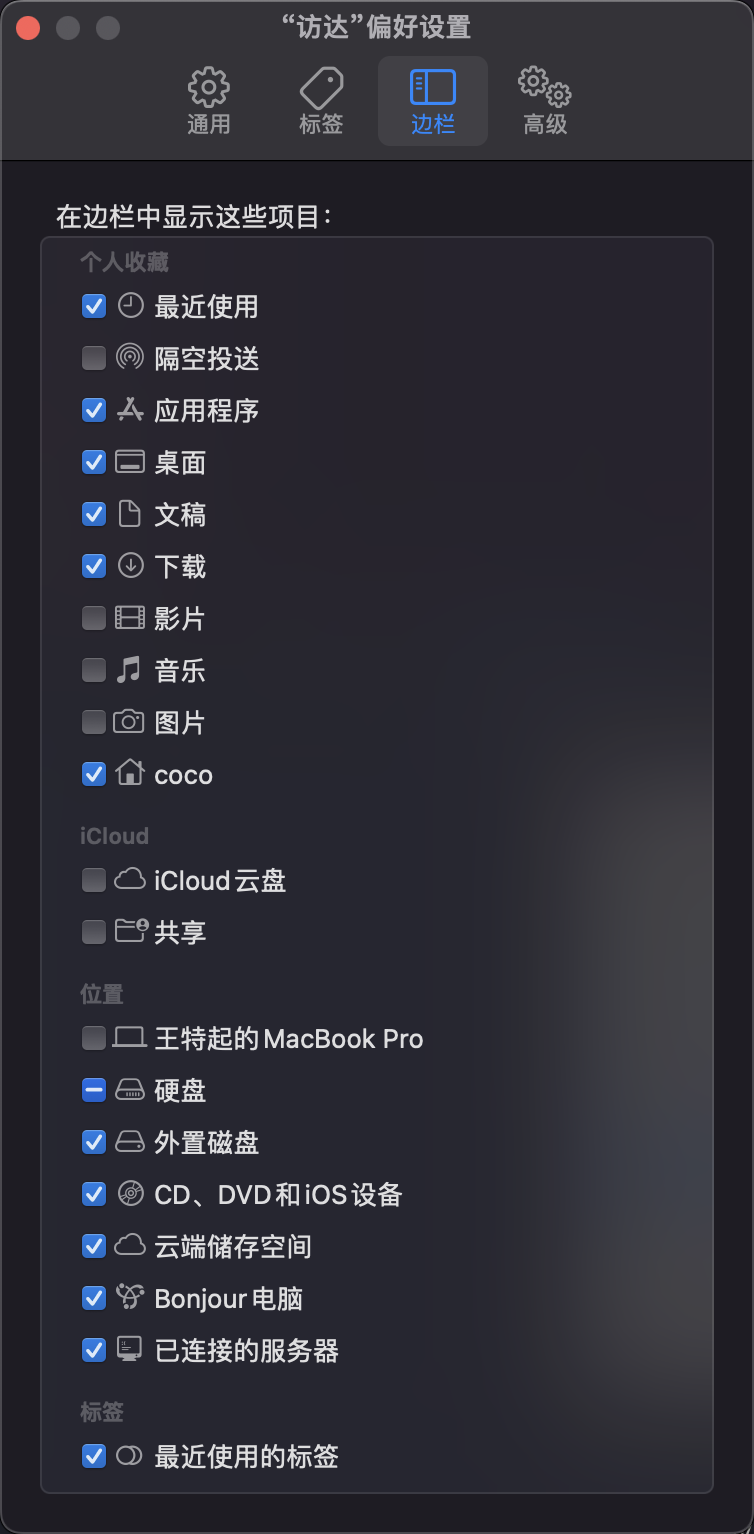 “访达”偏好设置
通用 标签 边栏 高级
在边栏中显示这些项目：
个人收藏
最近使用
隔空投送
应用程序
桌面
文稿
下载
影片
音乐
图片
coco
iCloud
iCloud云盘
共享
位置
王特起的MacBook Pro
硬盘
外置磁盘
CD、DVD和iOS设备
云端储存空间
Bonjour电脑
已连接的服务器
标签
最近使用的标签